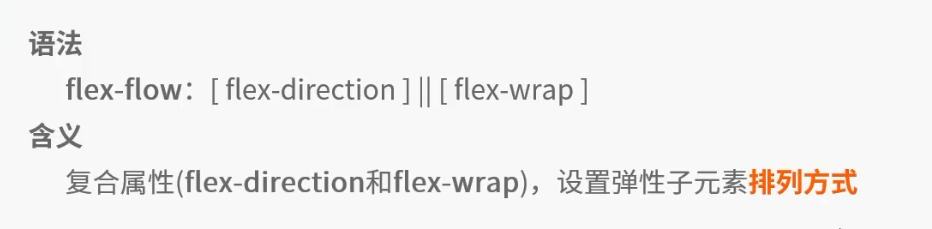 语法
flex-flow：[ flex-direction ] || [ flex-wrap ]
含义
复合属性(flex-direction和flex-wrap)，设置弹性子元素排列方式